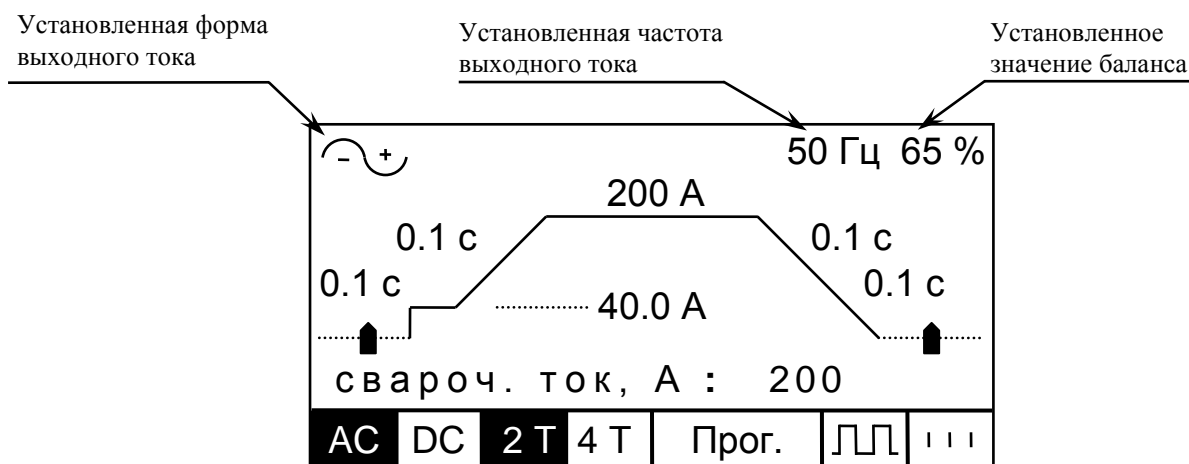 Установленная форма
выходного тока
Установленная частота
выходного тока
Установленное
значение баланса
- +
50 Гц 65 %
200 А
0.1 с
0.1 с
0.1 с
0.1 с
40.0 А
свароч. ток, А : 200
AC DC 2 T 4 T Прог.